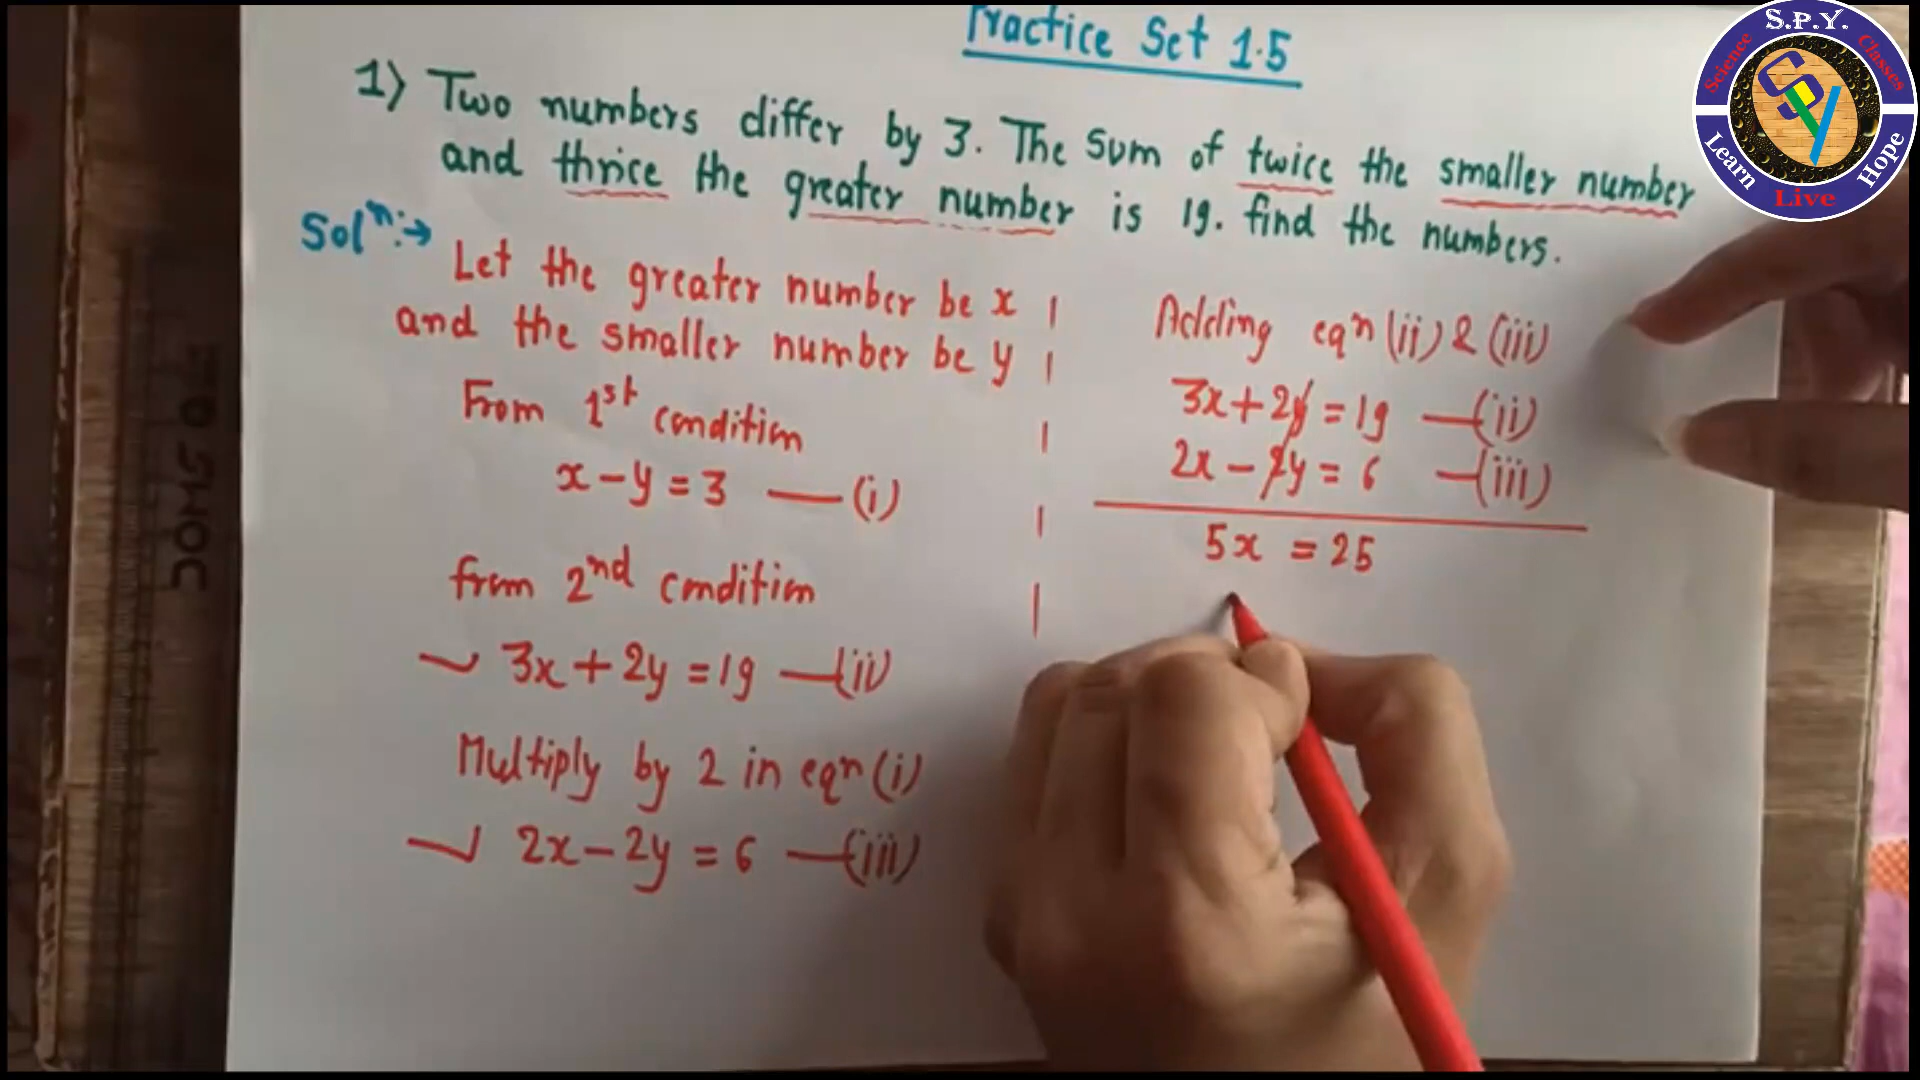 Practice Set 1.5
1) Two numbers differ by 3. The sum of twice the smaller number
and thrice the greater number is 19. find the numbers.
Solⁿ:→
Let the greater number be x
and the smaller number be y
From 1st condition
x - y = 3 —(i)
from 2nd condition
3x + 2y = 19 —(ii)
Multiply by 2 in eqn (i)
2x - 2y = 6 —(iii)
Adding eqn (ii) & (iii)
3x + 2y = 19 —(ii)
2x - 2y = 6 —(iii)
5x = 25
S.P.Y.
Science
Classes
SPY
Learn
Live
Hope
DOMS